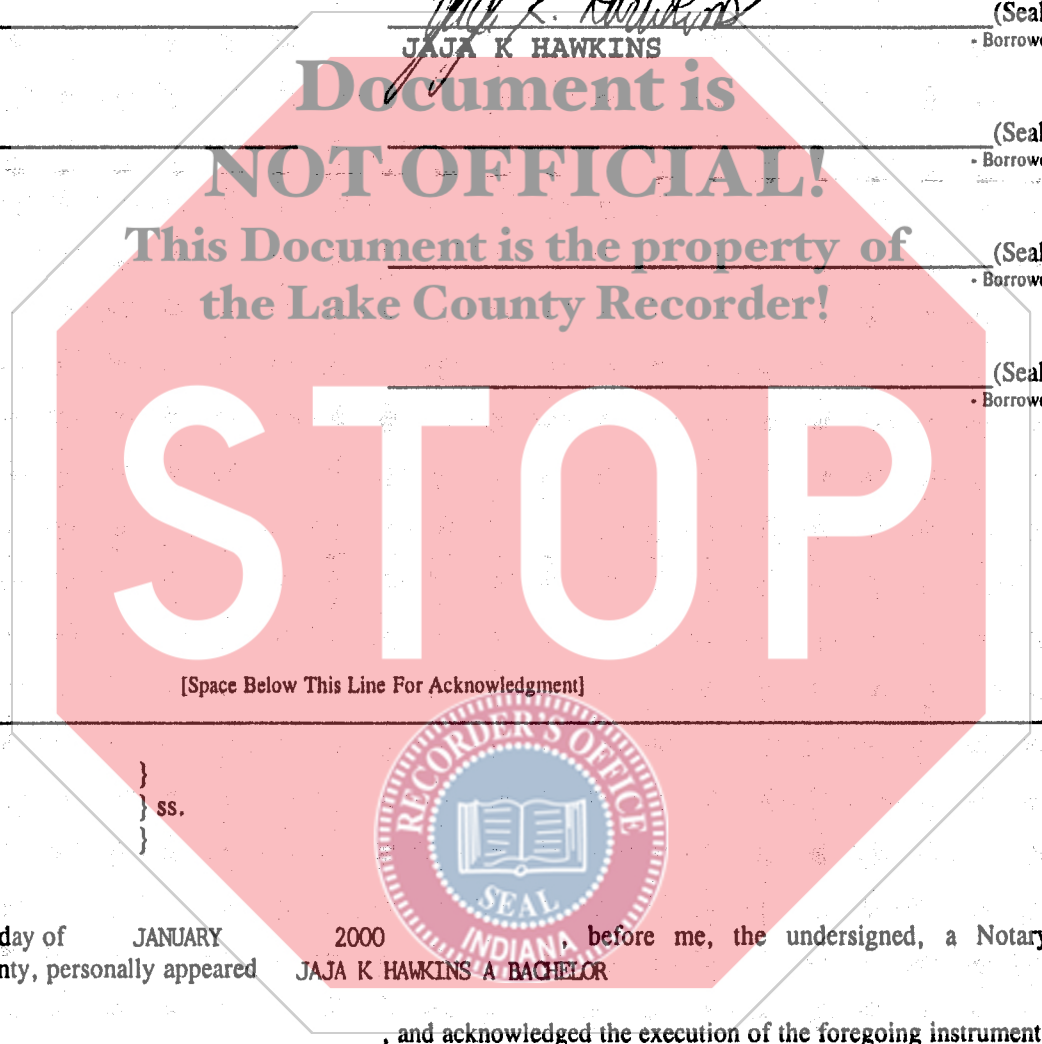 Jaja K. Hawkins
(Seal
JAJA K HAWKINS
- Borrowe
Document is
(Seal
NOT OFFICIAL!
- Borrowe
This Document is the property of
(Seal
- Borrowe
the Lake County Recorder!
(Seal
- Borrowe
STOP
[Space Below This Line For Acknowledgment]
RECORDER'S OFFICE
}
} ss.
}
SEAL
INDIANA
day of JANUARY 2000 , before me, the undersigned, a Notary
nty, personally appeared JAJA K HAWKINS A BACHELOR
, and acknowledged the execution of the foregoing instrument